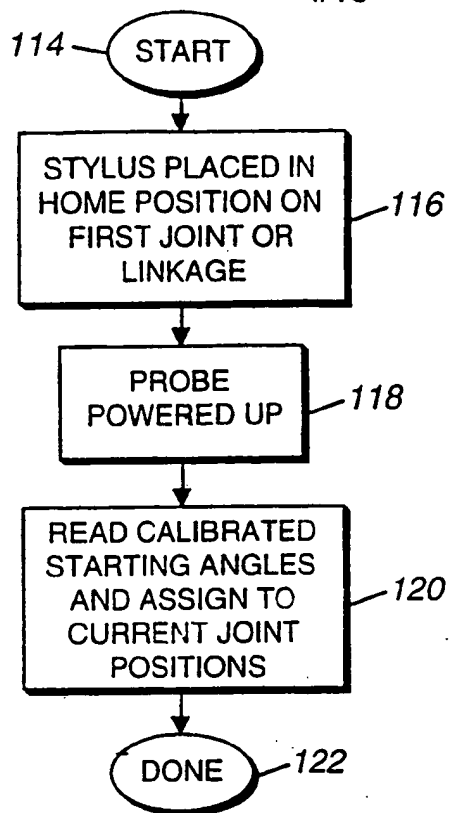 114
START
STYLUS PLACED IN
HOME POSITION ON
FIRST JOINT OR
LINKAGE
116
PROBE
POWERED UP
118
READ CALIBRATED
STARTING ANGLES
AND ASSIGN TO
CURRENT JOINT
POSITIONS
120
DONE
122